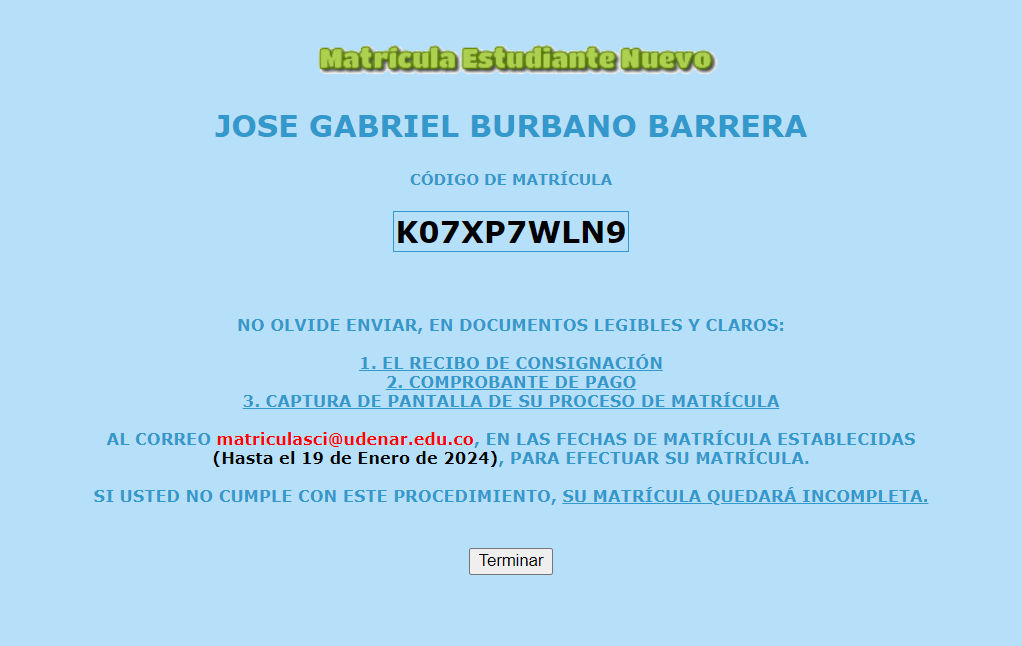 Matrícula Estudiante Nuevo
JOSE GABRIEL BURBANO BARRERA
CÓDIGO DE MATRÍCULA
K07XP7WLN9
NO OLVIDE ENVIAR, EN DOCUMENTOS LEGIBLES Y CLAROS:
1. EL RECIBO DE CONSIGNACIÓN
2. COMPROBANTE DE PAGO
3. CAPTURA DE PANTALLA DE SU PROCESO DE MATRÍCULA
AL CORREO matriculasci@udenar.edu.co, EN LAS FECHAS DE MATRÍCULA ESTABLECIDAS
(Hasta el 19 de Enero de 2024), PARA EFECTUAR SU MATRÍCULA.
SI USTED NO CUMPLE CON ESTE PROCEDIMIENTO, SU MATRÍCULA QUEDARÁ INCOMPLETA.
Terminar